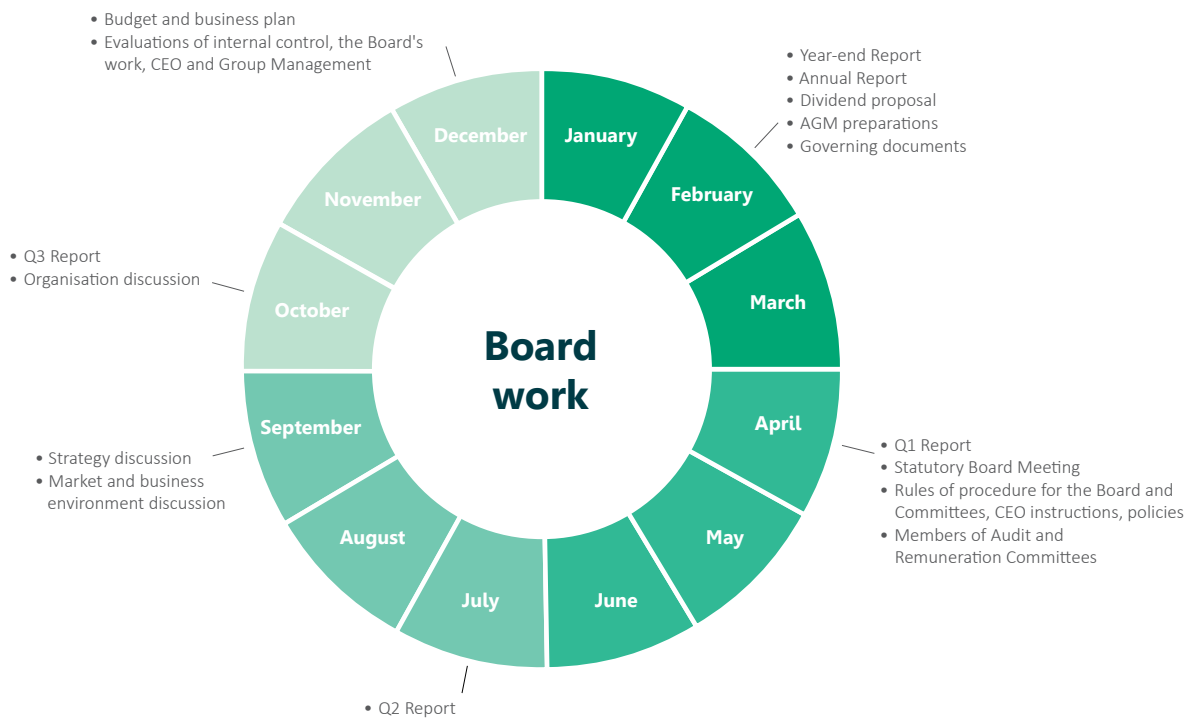 • Budget and business plan
• Evaluations of internal control, the Board's
work, CEO and Group Management
• Year-end Report
• Annual Report
• Dividend proposal
• AGM preparations
• Governing documents
December
January
November
February
• Q3 Report
• Organisation discussion
October
March
Board
work
September
April
• Strategy discussion
• Market and business
environment discussion
• Q1 Report
• Statutory Board Meeting
• Rules of procedure for the Board and
Committees, CEO instructions, policies
• Members of Audit and
Remuneration Committees
August
May
July
June
• Q2 Report